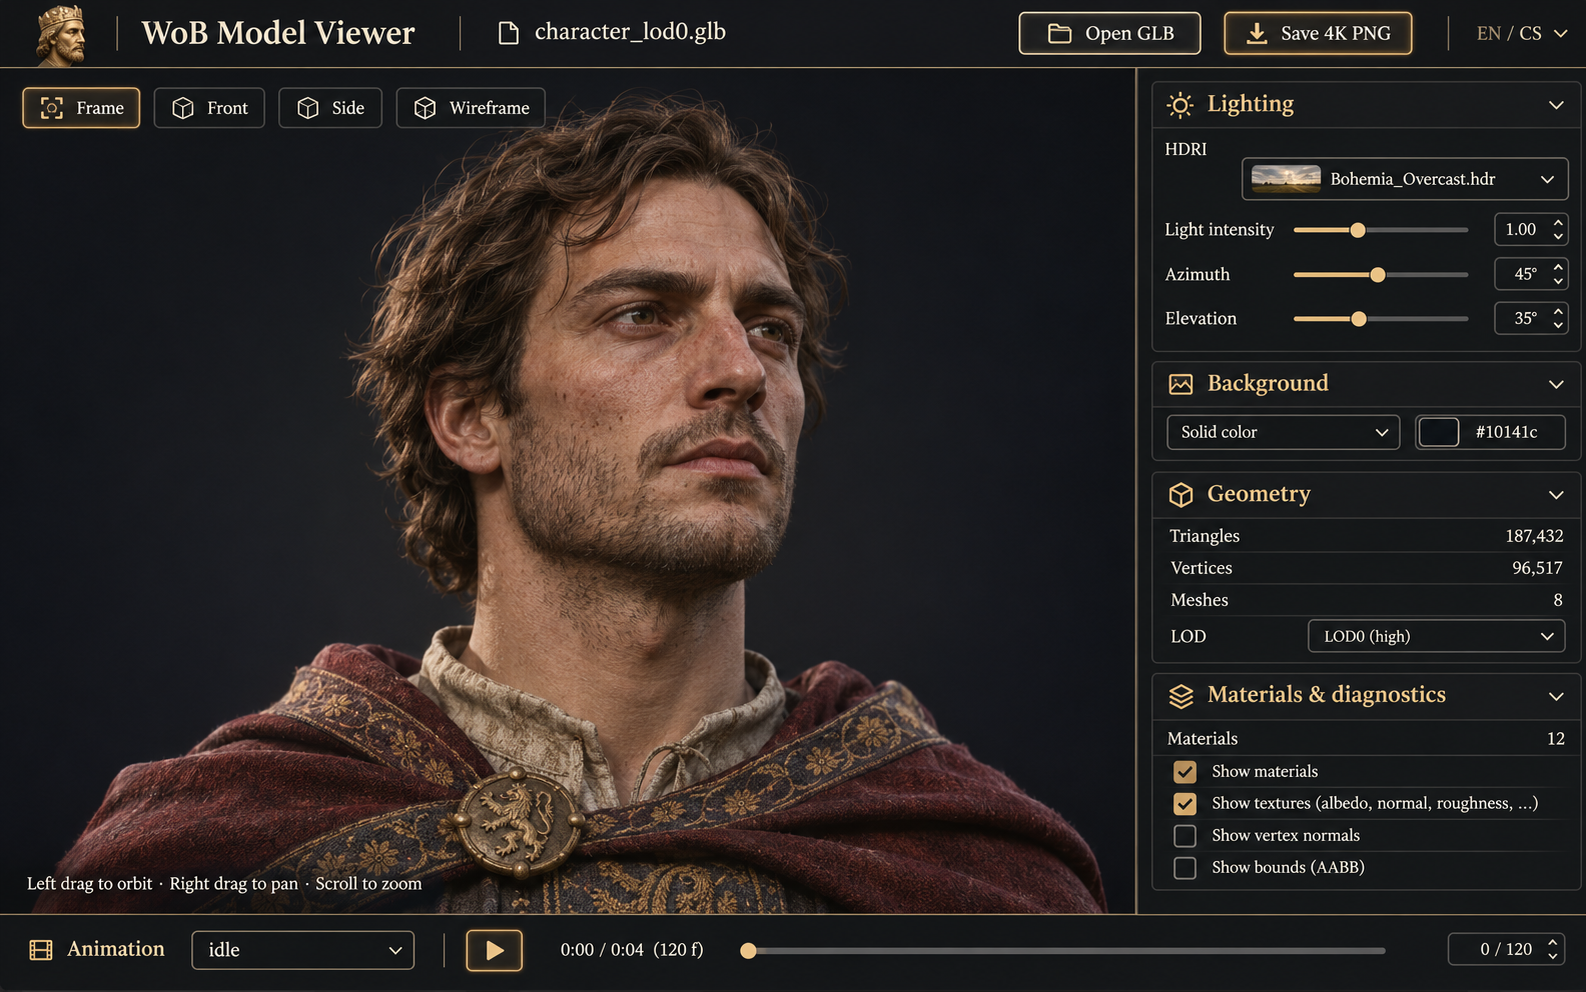 WoB Model Viewer
character_lod0.glb
Open GLB
Save 4K PNG
EN / CS
Frame
Front
Side
Wireframe
Lighting
HDRI
Bohemia_Overcast.hdr
Light intensity
1.00
Azimuth
45°
Elevation
35°
Background
Solid color
#10141c
Geometry
Triangles
187,432
Vertices
96,517
Meshes
8
LOD
LOD0 (high)
Materials & diagnostics
Materials
12
Show materials
Show textures (albedo, normal, roughness, ...)
Show vertex normals
Show bounds (AABB)
Left drag to orbit · Right drag to pan · Scroll to zoom
Animation
idle
0:00 / 0:04 (120 f)
0 / 120